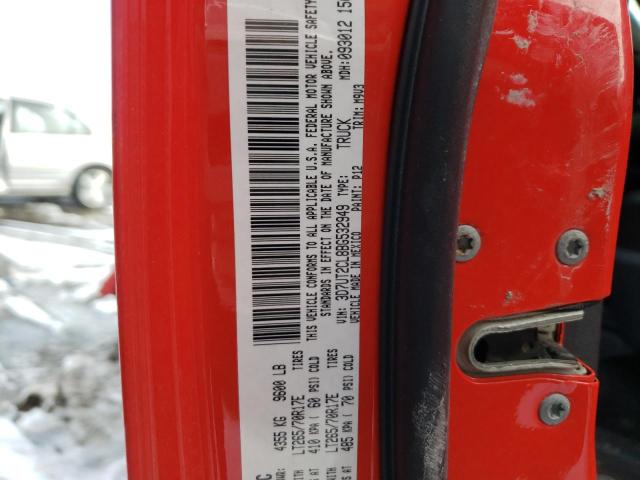 4355 KG 9600 LB
LT265/70R17E TIRES
410 KPA ( 60 PSI) COLD
LT265/70R17E TIRES
485 KPA ( 70 PSI) COLD
THIS VEHICLE CONFORMS TO ALL APPLICABLE U.S.A. FEDERAL MOTOR VEHICLE SAFETY
STANDARDS IN EFFECT ON THE DATE OF MANUFACTURE SHOWN ABOVE.
VIN: 3D7UT2CL8BG532949 TYPE: TRUCK MDH:093012
VEHICLE MADE IN MEXICO PAINT: P12 TRIM: M9V3